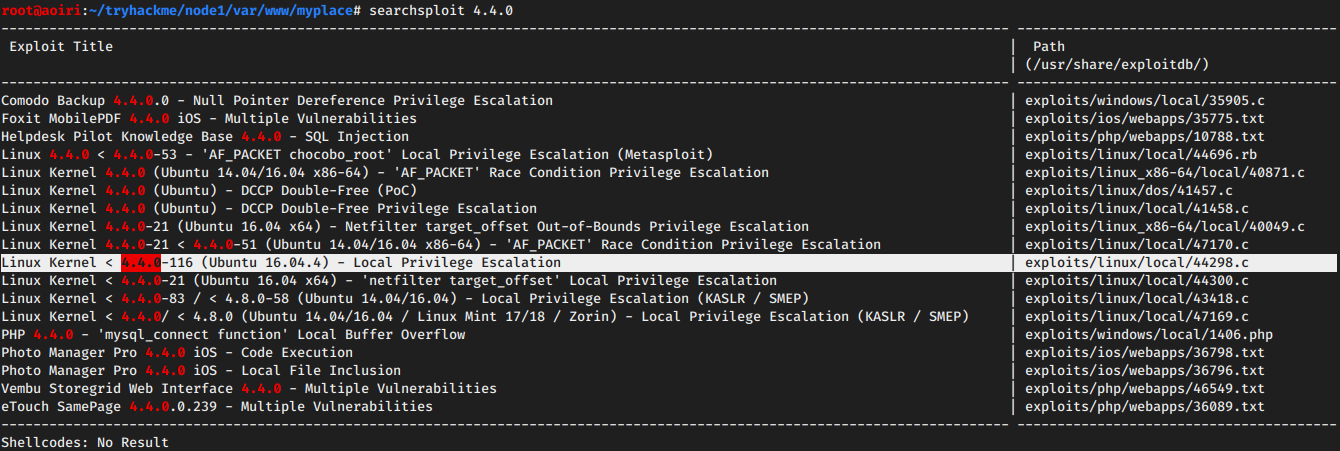 root@aoiri:~/tryhackme/node1/var/www/myplace# searchsploit 4.4.0
---------------------------------------------------------------------------------------------------------------------------- ----------------------------------------
Exploit Title | Path
| (/usr/share/exploitdb/)
---------------------------------------------------------------------------------------------------------------------------- ----------------------------------------
Comodo Backup 4.4.0.0 - Null Pointer Dereference Privilege Escalation | exploits/windows/local/35905.c
Foxit MobilePDF 4.4.0 iOS - Multiple Vulnerabilities | exploits/ios/webapps/35775.txt
Helpdesk Pilot Knowledge Base 4.4.0 - SQL Injection | exploits/php/webapps/10788.txt
Linux 4.4.0 < 4.4.0-53 - 'AF_PACKET chocobo_root' Local Privilege Escalation (Metasploit) | exploits/linux/local/44696.rb
Linux Kernel 4.4.0 (Ubuntu 14.04/16.04 x86-64) - 'AF_PACKET' Race Condition Privilege Escalation | exploits/linux_x86-64/local/40871.c
Linux Kernel 4.4.0 (Ubuntu) - DCCP Double-Free (PoC) | exploits/linux/dos/41457.c
Linux Kernel 4.4.0 (Ubuntu) - DCCP Double-Free Privilege Escalation | exploits/linux/local/41458.c
Linux Kernel 4.4.0-21 (Ubuntu 16.04 x64) - Netfilter target_offset Out-of-Bounds Privilege Escalation | exploits/linux_x86-64/local/40049.c
Linux Kernel 4.4.0-21 < 4.4.0-51 (Ubuntu 14.04/16.04 x86-64) - 'AF_PACKET' Race Condition Privilege Escalation | exploits/linux/local/47170.c
Linux Kernel < 4.4.0-116 (Ubuntu 16.04.4) - Local Privilege Escalation | exploits/linux/local/44298.c
Linux Kernel < 4.4.0-21 (Ubuntu 16.04 x64) - 'netfilter target_offset' Local Privilege Escalation | exploits/linux/local/44300.c
Linux Kernel < 4.4.0-83 / < 4.8.0-58 (Ubuntu 14.04/16.04) - Local Privilege Escalation (KASLR / SMEP) | exploits/linux/local/43418.c
Linux Kernel < 4.4.0/ < 4.8.0 (Ubuntu 14.04/16.04 / Linux Mint 17/18 / Zorin) - Local Privilege Escalation (KASLR / SMEP) | exploits/linux/local/47169.c
PHP 4.4.0 - 'mysql_connect function' Local Buffer Overflow | exploits/windows/local/1406.php
Photo Manager Pro 4.4.0 iOS - Code Execution | exploits/ios/webapps/36798.txt
Photo Manager Pro 4.4.0 iOS - Local File Inclusion | exploits/ios/webapps/36796.txt
Vembu Storegrid Web Interface 4.4.0 - Multiple Vulnerabilities | exploits/php/webapps/46549.txt
eTouch SamePage 4.4.0.0.239 - Multiple Vulnerabilities | exploits/php/webapps/36089.txt
---------------------------------------------------------------------------------------------------------------------------- ----------------------------------------
Shellcodes: No Result